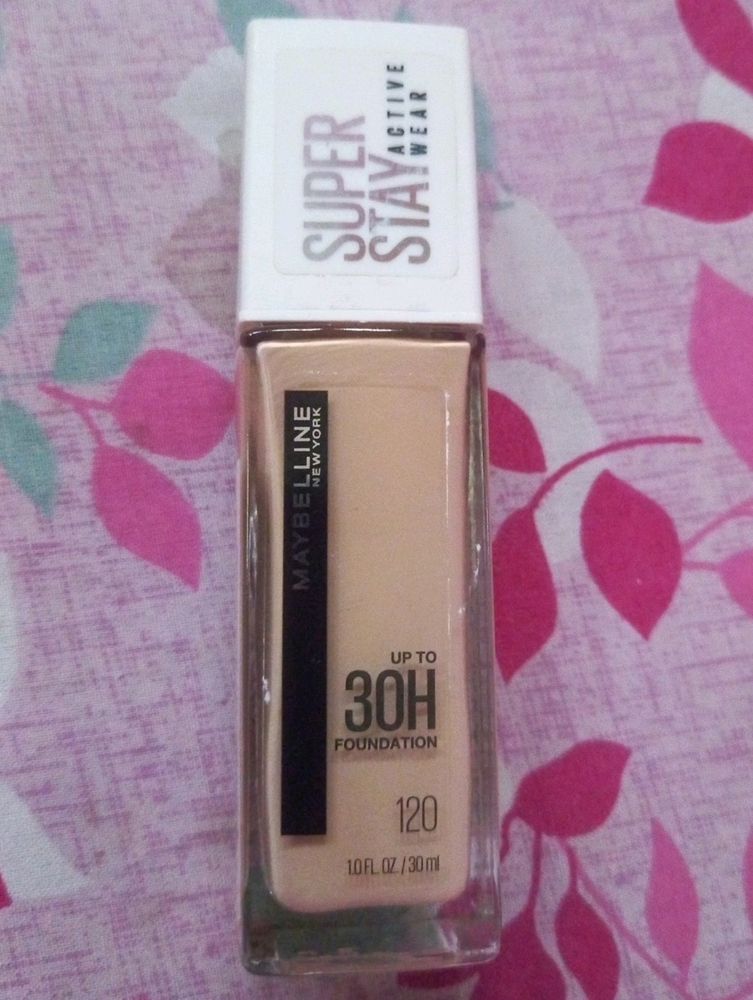 SUPER
STAY
ACTIVE
WEAR
MAYBELLINE
NEW YORK
UP TO
30H
FOUNDATION
120
1.0 FL. OZ. / 30 ml